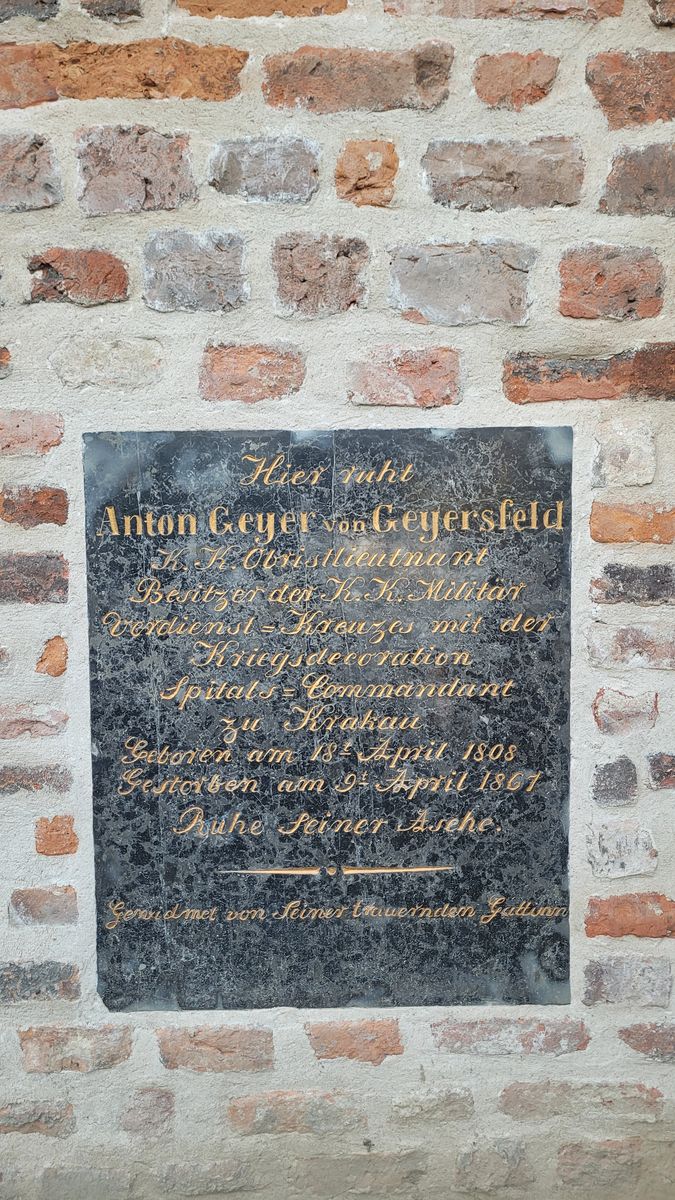 Hier ruht
Anton Geyer von Geyersfeld
K. K. Obristlieutnant
Besitzer der K. K. Militär
Verdienst=Kreuzes mit der
Kriegsdecoration
Spitals=Commandant
zu Krakau
Geboren am 18t April 1808
Gestorben am 9t April 1861
Ruhe seiner Asche.
Gewidmet von Seiner trauernden Gattinn